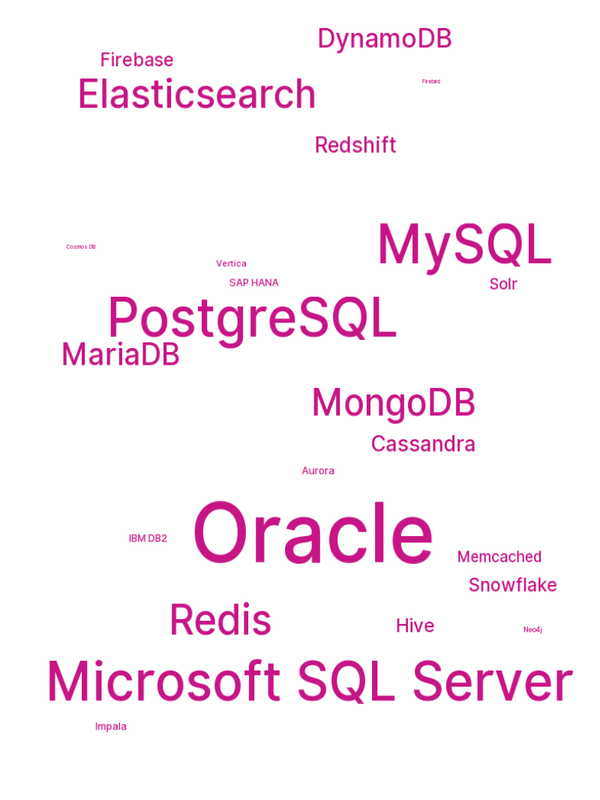 DynamoDB
Firebase
Firebird
Elasticsearch
Redshift
MySQL
Cosmos DB
Vertica
SAP HANA
Solr
PostgreSQL
MariaDB
MongoDB
Cassandra
Aurora
Oracle
IBM DB2
Memcached
Snowflake
Redis
Hive
Neo4j
Microsoft SQL Server
Impala